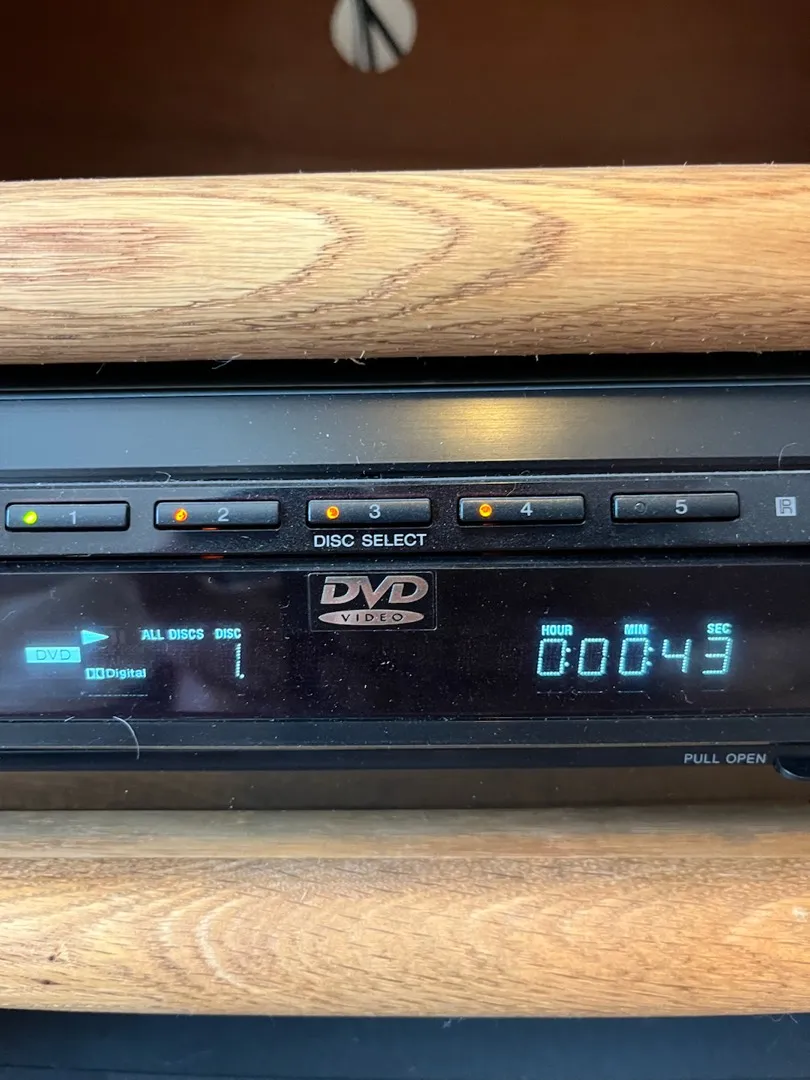 1 2 3 4 5
DISC SELECT
DVD
VIDEO
ALL DISCS DISC HOUR MIN SEC
DVD 1 0:00:43
Digital
PULL OPEN